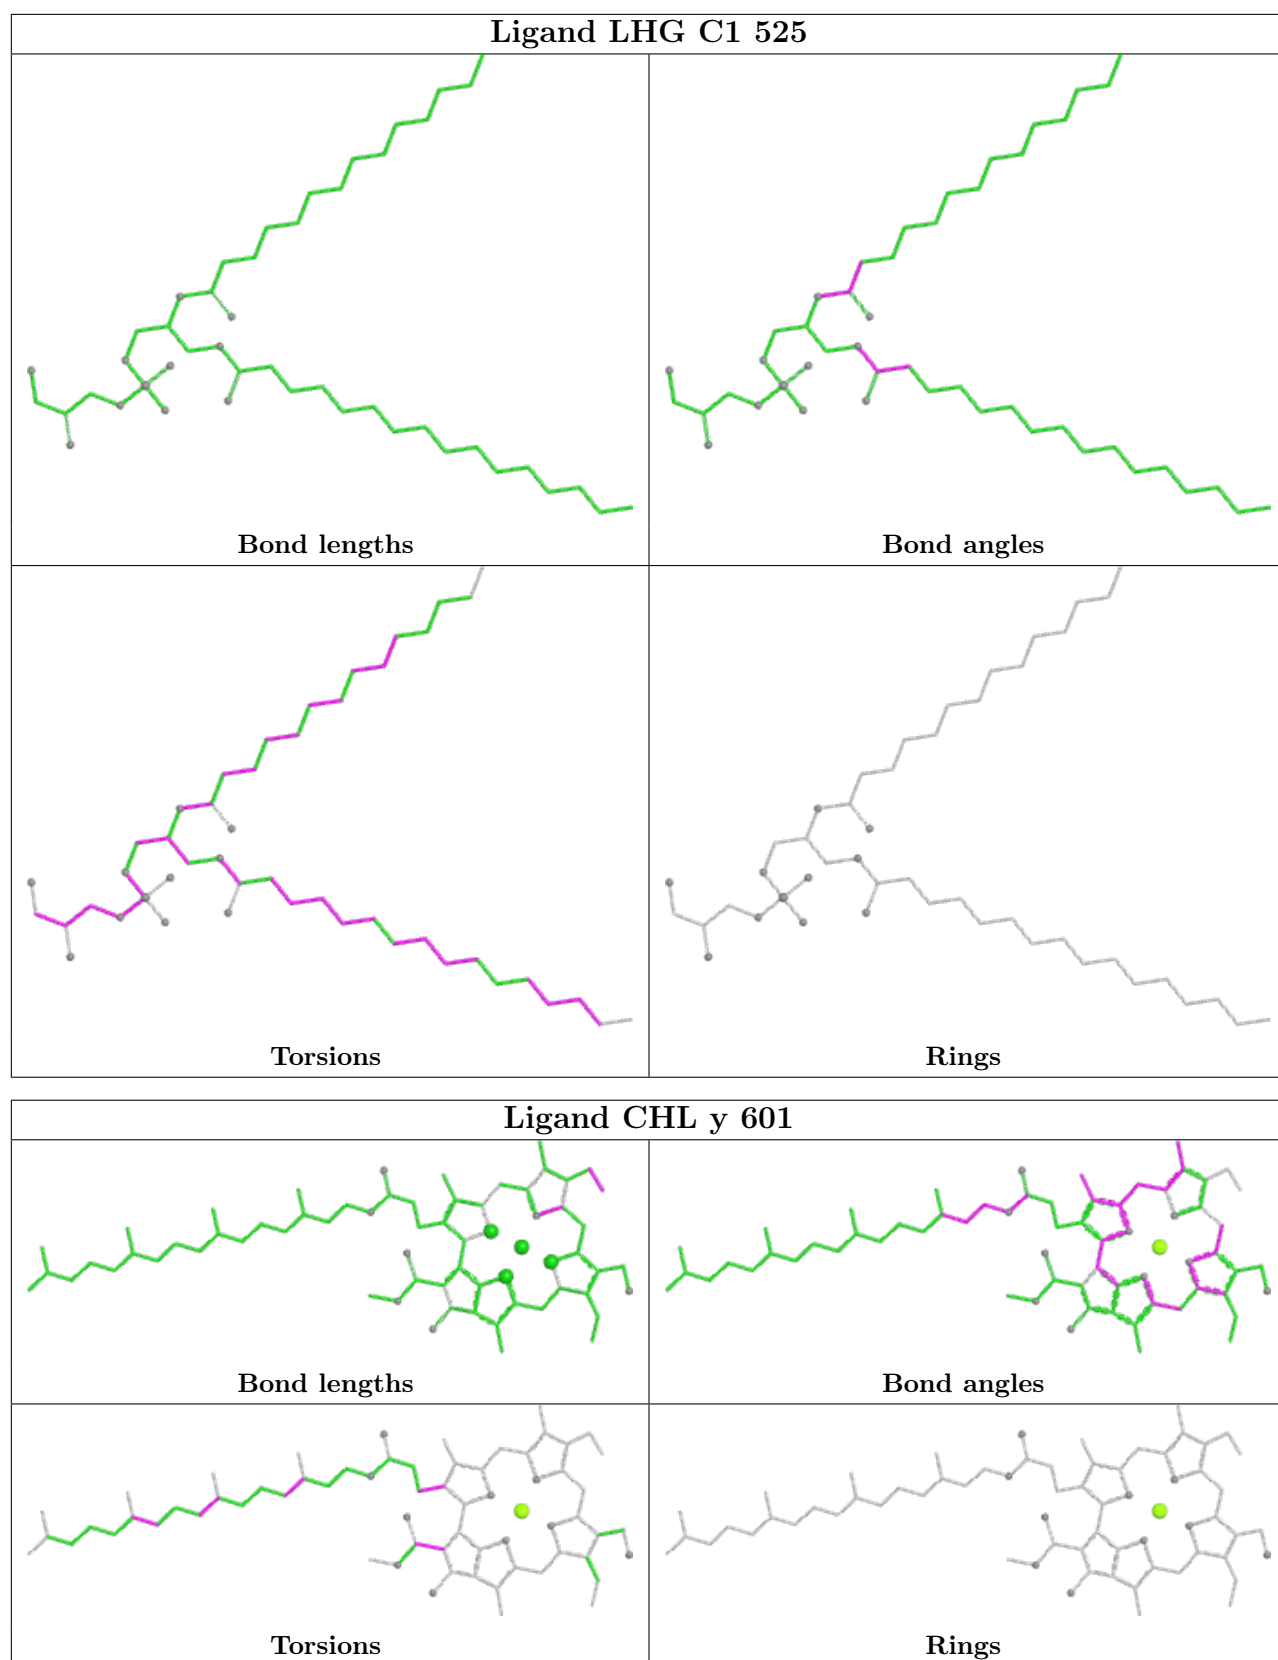 Ligand LHG C1 525
Bond lengths
Bond angles
Torsions
Rings
Ligand CHL y 601
Bond lengths
Bond angles
Torsions
Rings